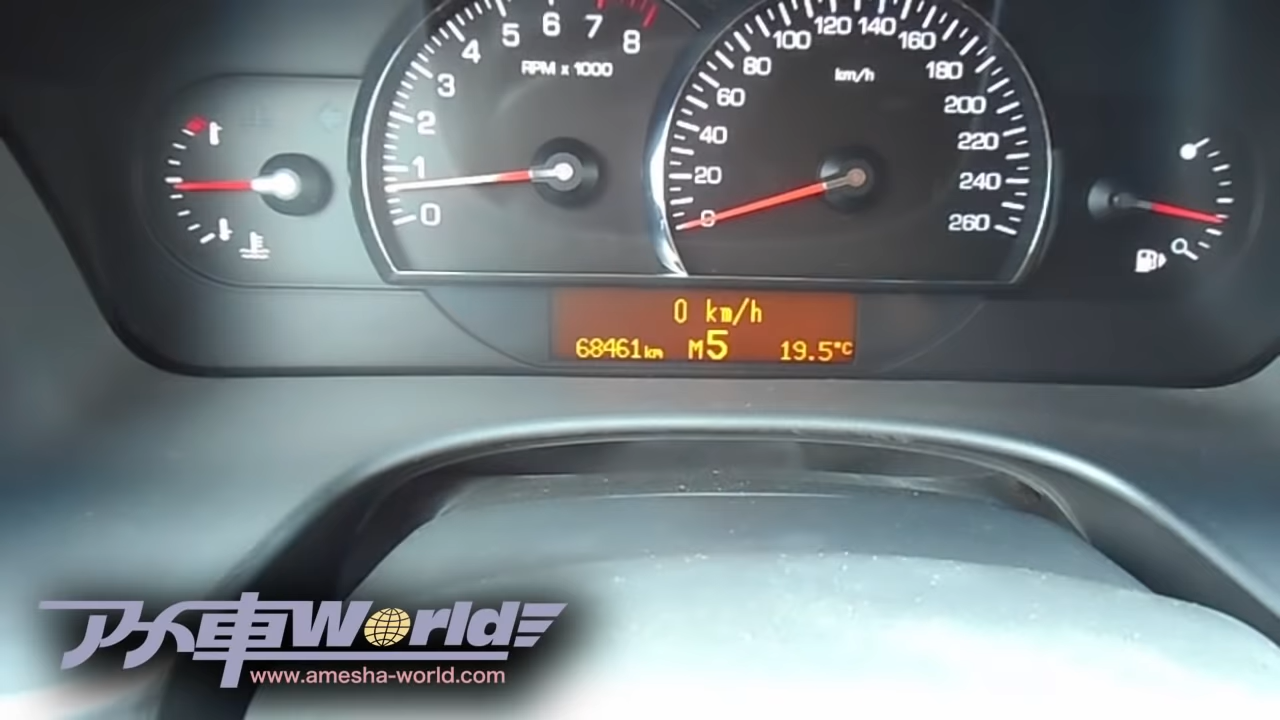 0 1 2 3 4 5 6 7 8
RPM x 1000
0 20 40 60 80 100 120 140 160 180 200 220 240 260
km/h
0 km/h
68461km M5 19.5°C
アメ車World
www.amesha-world.com